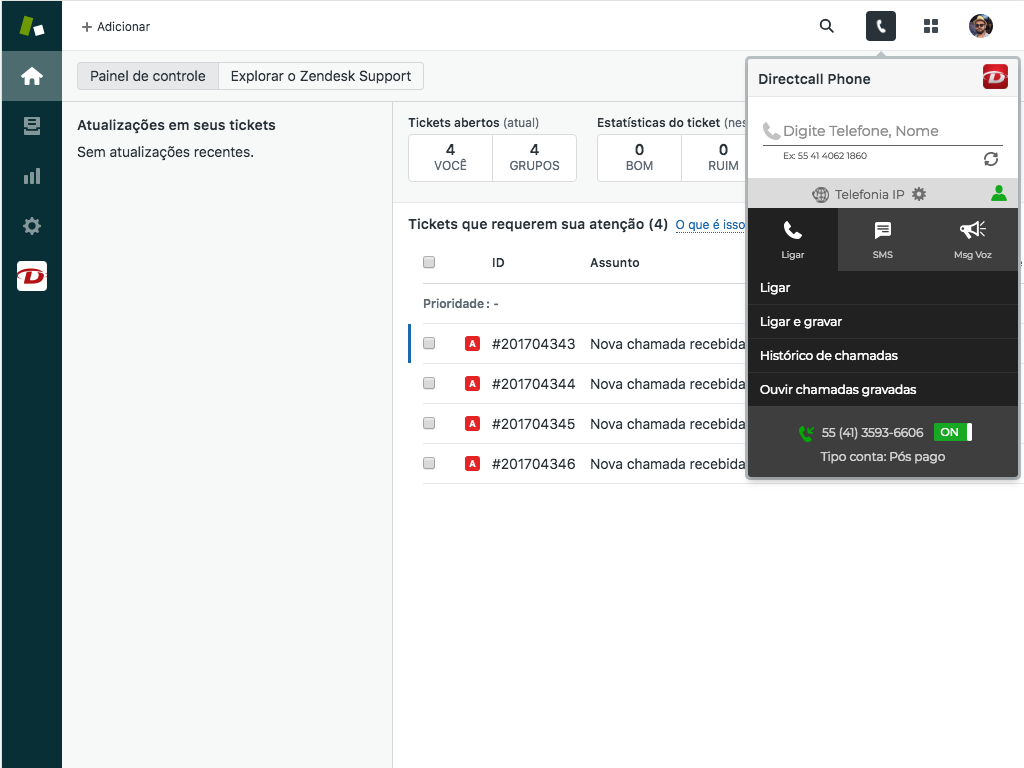 + Adicionar
Painel de controle
Explorar o Zendesk Support
Atualizações em seus tickets
Sem atualizações recentes.
Tickets abertos (atual)
4
VOCÊ
4
GRUPOS
Estatísticas do ticket (nes
0
BOM
0
RUIM
Tickets que requerem sua atenção (4) O que é isso
ID Assunto
Prioridade: -
A #201704343 Nova chamada recebida
A #201704344 Nova chamada recebida
A #201704345 Nova chamada recebida
A #201704346 Nova chamada recebida
D
Directcall Phone
D
Digite Telefone, Nome
Ex: 55 41 4062 1860
Telefonia IP
Ligar
SMS
Msg Voz
Ligar
Ligar e gravar
Histórico de chamadas
Ouvir chamadas gravadas
55 (41) 3593-6606 ON
Tipo conta: Pós pago